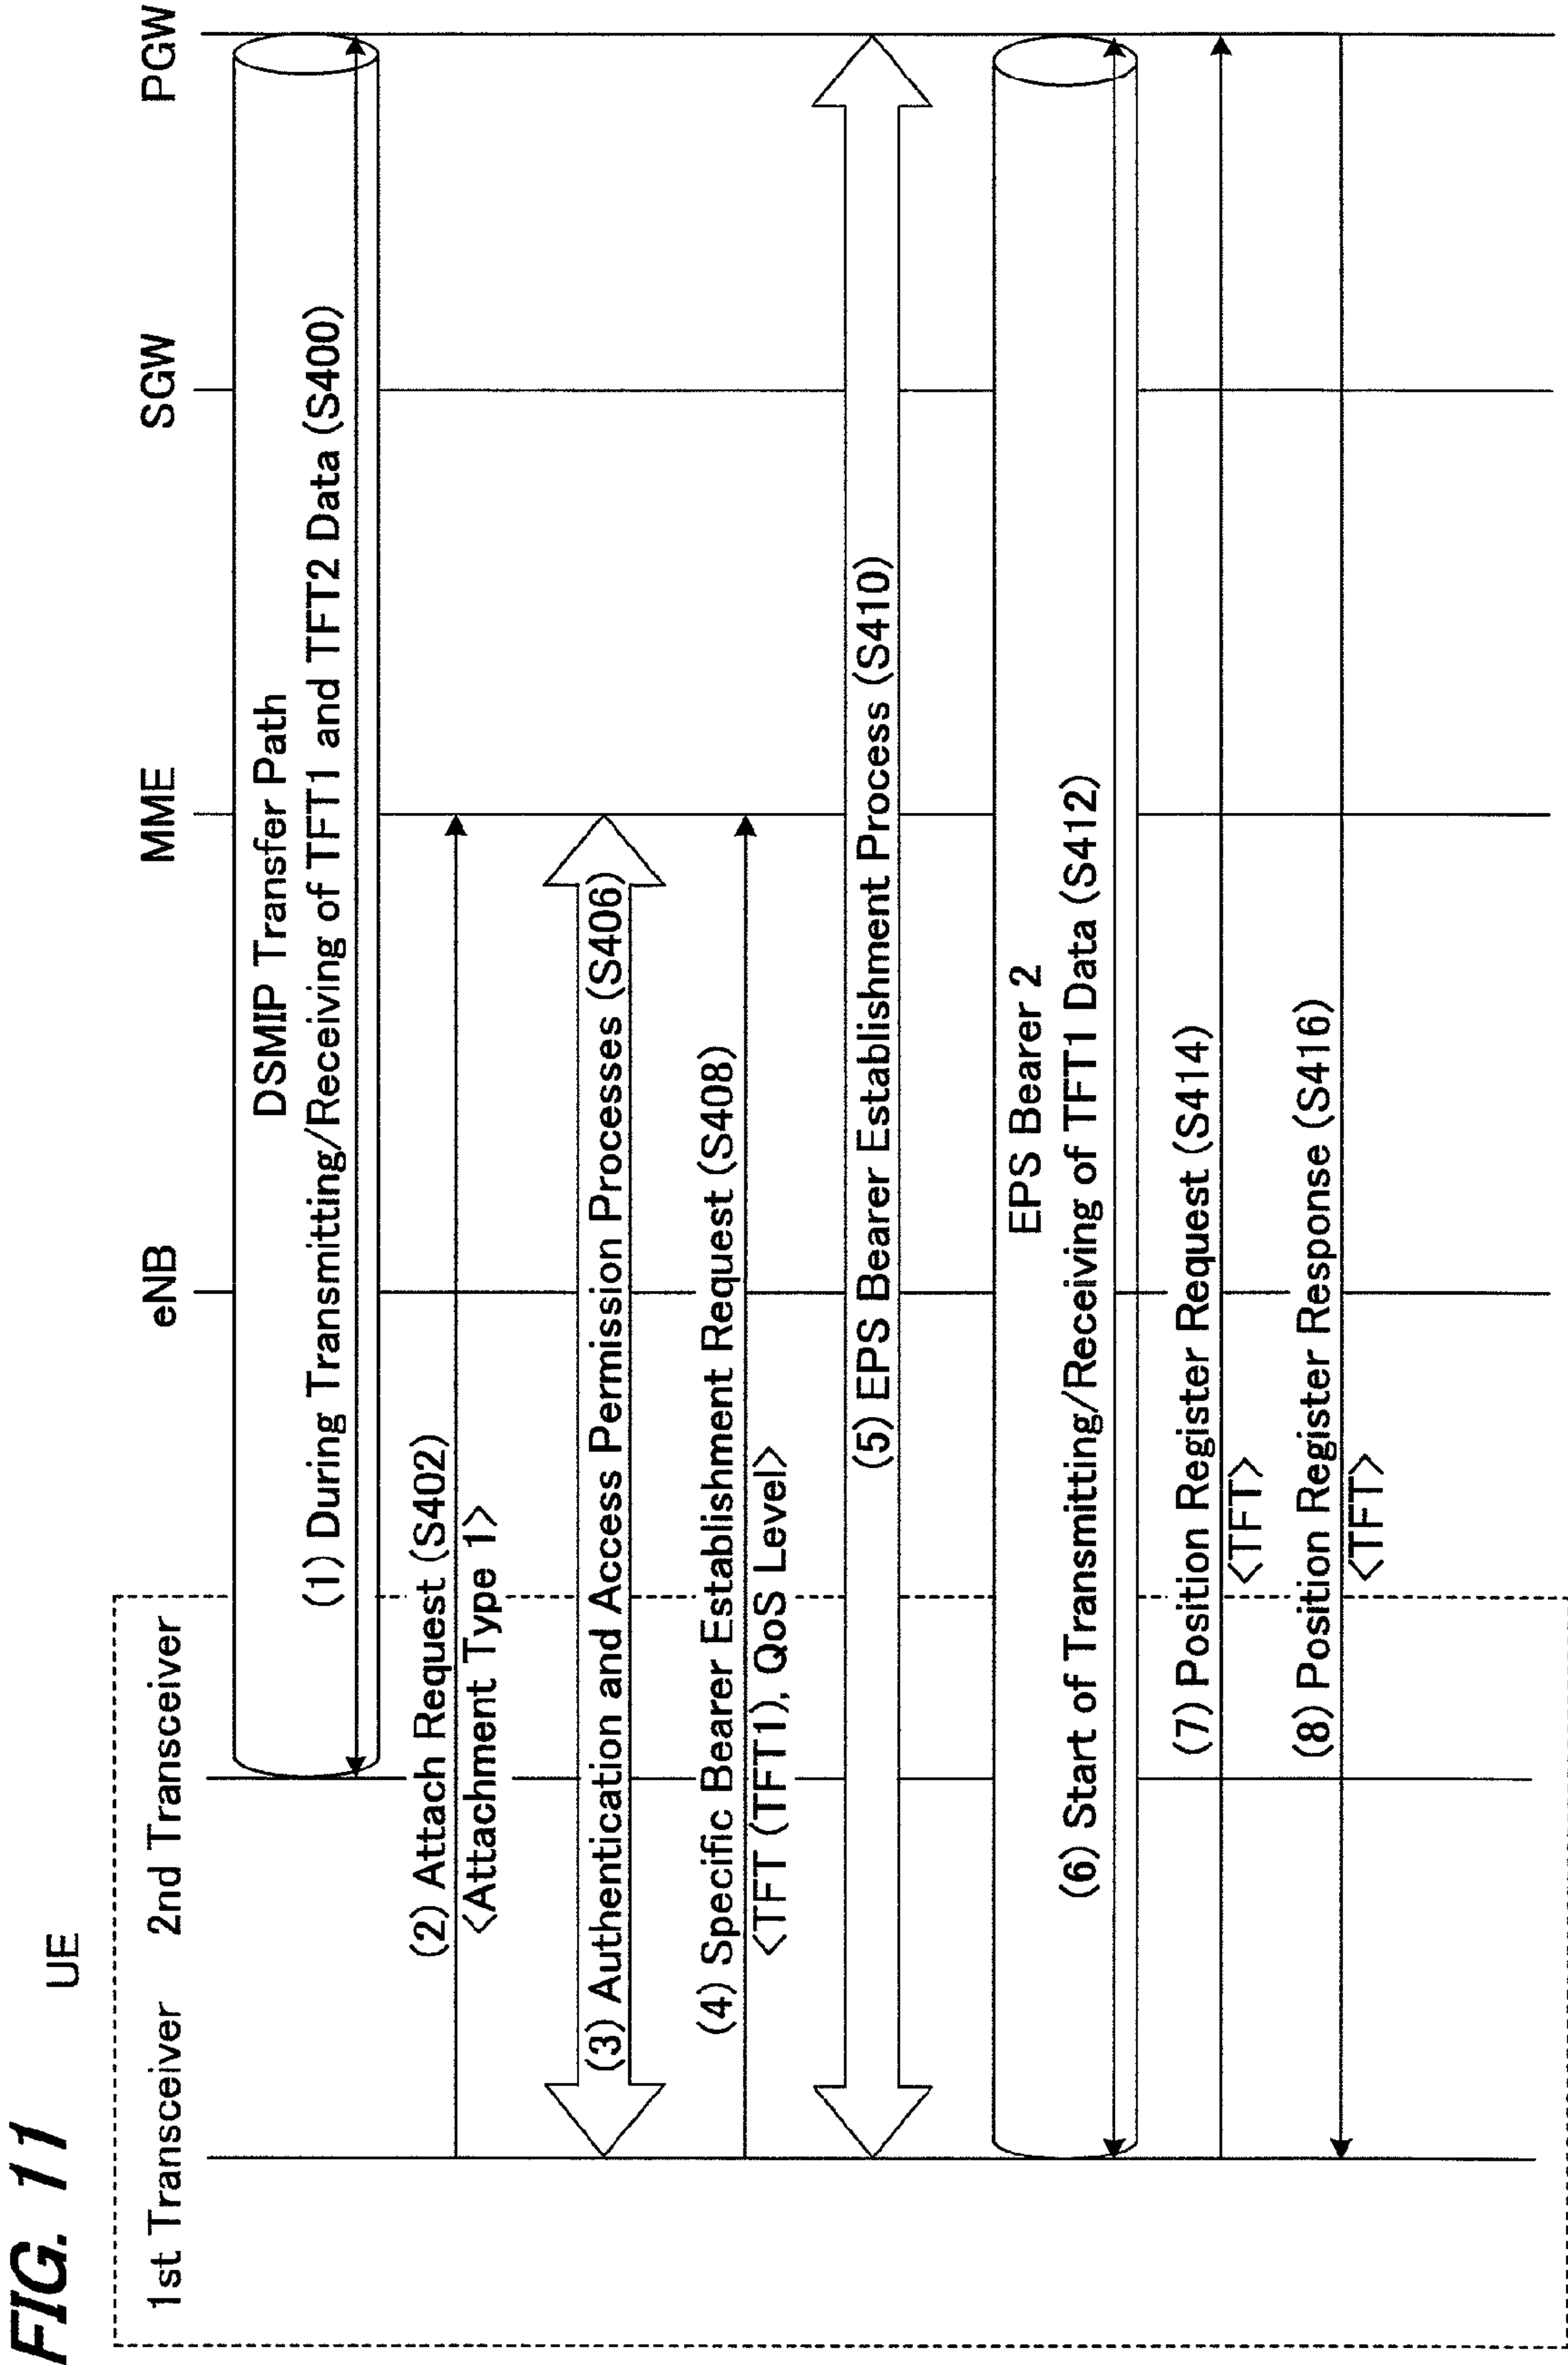 FIG. 11
UE
1st Transceiver
2nd Transceiver
eNB
MME
SGW
PGW
DSMIP Transfer Path
(1) During Transmitting/Receiving of TFT1 and TFT2 Data (S400)
(2) Attach Request (S402)
<Attachment Type 1>
(3) Authentication and Access Permission Processes (S406)
(4) Specific Bearer Establishment Request (S408)
<TFT (TFT1), QoS Level>
(5) EPS Bearer Establishment Process (S410)
EPS Bearer 2
(6) Start of Transmitting/Receiving of TFT1 Data (S412)
(7) Position Register Request (S414)
<TFT>
(8) Position Register Response (S416)
<TFT>